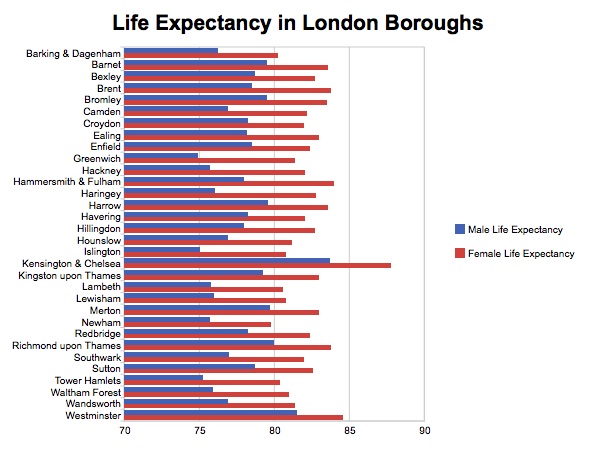 Life Expectancy in London Boroughs
Barking & Dagenham
Barnet
Bexley
Brent
Bromley
Camden
Croydon
Ealing
Enfield
Greenwich
Hackney
Hammersmith & Fulham
Haringey
Harrow
Havering
Hillingdon
Hounslow
Islington
Kensington & Chelsea
Kingston upon Thames
Lambeth
Lewisham
Merton
Newham
Redbridge
Richmond upon Thames
Southwark
Sutton
Tower Hamlets
Waltham Forest
Wandsworth
Westminster
70 75 80 85 90
Male Life Expectancy
Female Life Expectancy